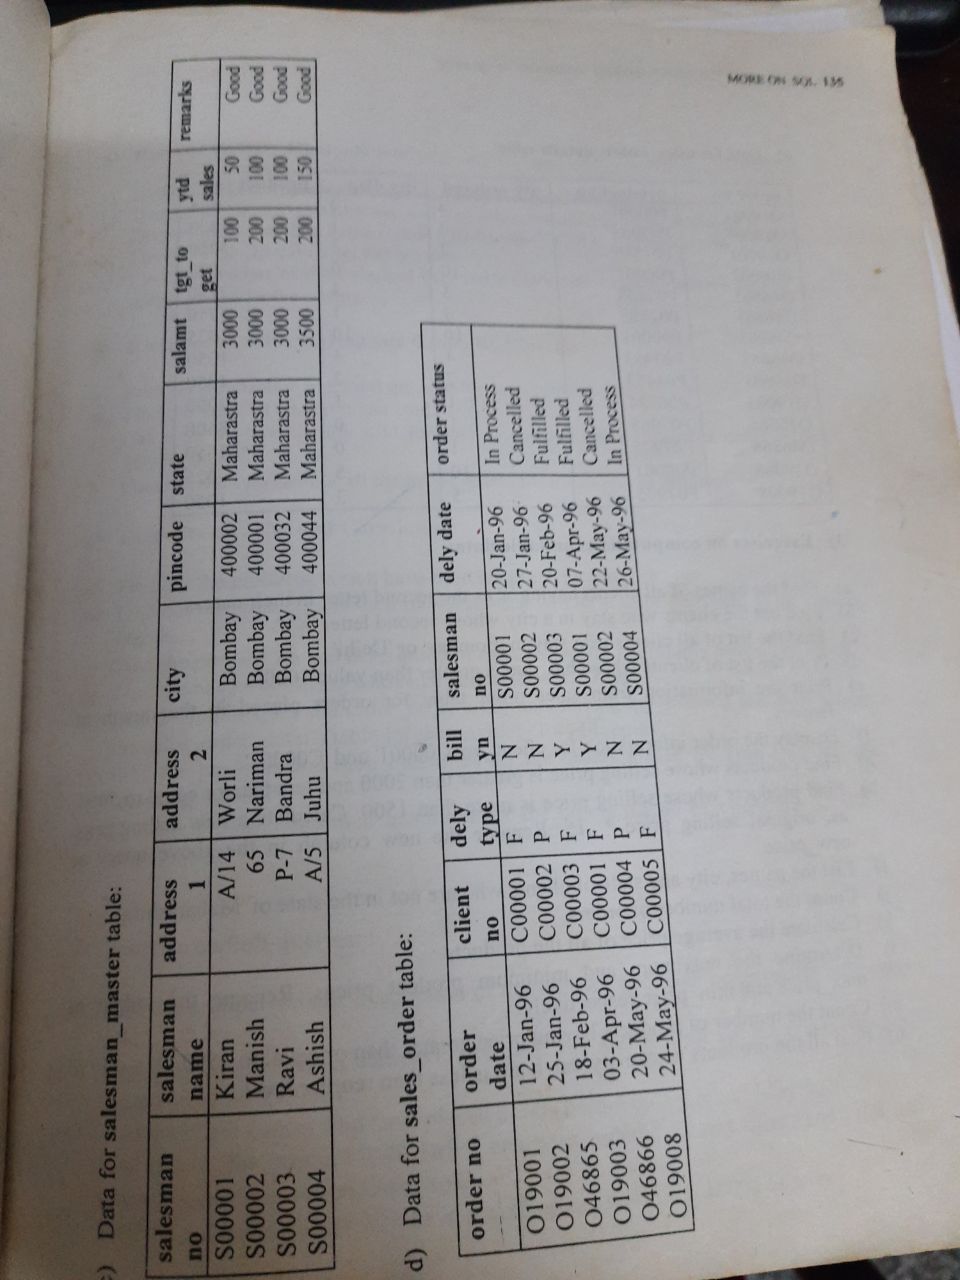 c) Data for salesman_master table:
salesman no | salesman name | address 1 | address 2 | city | pincode | state | salamt | tgt_to get | ytd sales | remarks
S00001 | Kiran | A/14 | Worli | Bombay | 400002 | Maharastra | 3000 | 100 | 50 | Good
S00002 | Manish | 65 | Nariman | Bombay | 400001 | Maharastra | 3000 | 200 | 100 | Good
S00003 | Ravi | P-7 | Bandra | Bombay | 400032 | Maharastra | 3000 | 200 | 100 | Good
S00004 | Ashish | A/5 | Juhu | Bombay | 400044 | Maharastra | 3500 | 200 | 150 | Good
d) Data for sales_order table:
order no | order date | client no | dely type | bill yn | salesman no | dely date | order status
O19001 | 12-Jan-96 | C00001 | F | N | S00001 | 20-Jan-96 | In Process
O19002 | 25-Jan-96 | C00002 | P | N | S00002 | 27-Jan-96 | Cancelled
O46865 | 18-Feb-96 | C00003 | F | Y | S00003 | 20-Feb-96 | Fulfilled
O19003 | 03-Apr-96 | C00001 | F | Y | S00001 | 07-Apr-96 | Fulfilled
O46866 | 20-May-96 | C00004 | P | N | S00002 | 22-May-96 | Cancelled
O19008 | 24-May-96 | C00005 | F | N | S00004 | 26-May-96 | In Process
MORE ON SQL 135